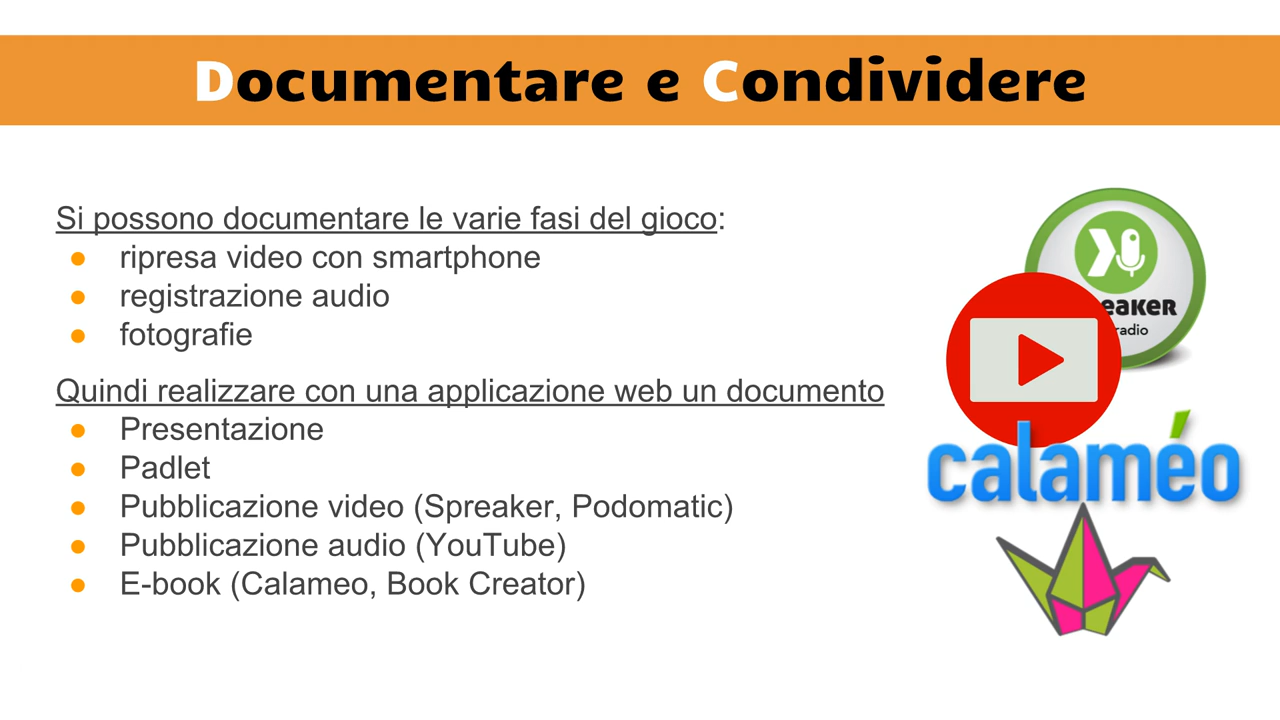 Documentare e Condividere
Si possono documentare le varie fasi del gioco:
● ripresa video con smartphone
● registrazione audio
● fotografie
Quindi realizzare con una applicazione web un documento
● Presentazione
● Padlet
● Pubblicazione video (Spreaker, Podomatic)
● Pubblicazione audio (YouTube)
● E-book (Calameo, Book Creator)
eaker
radio
calaméo